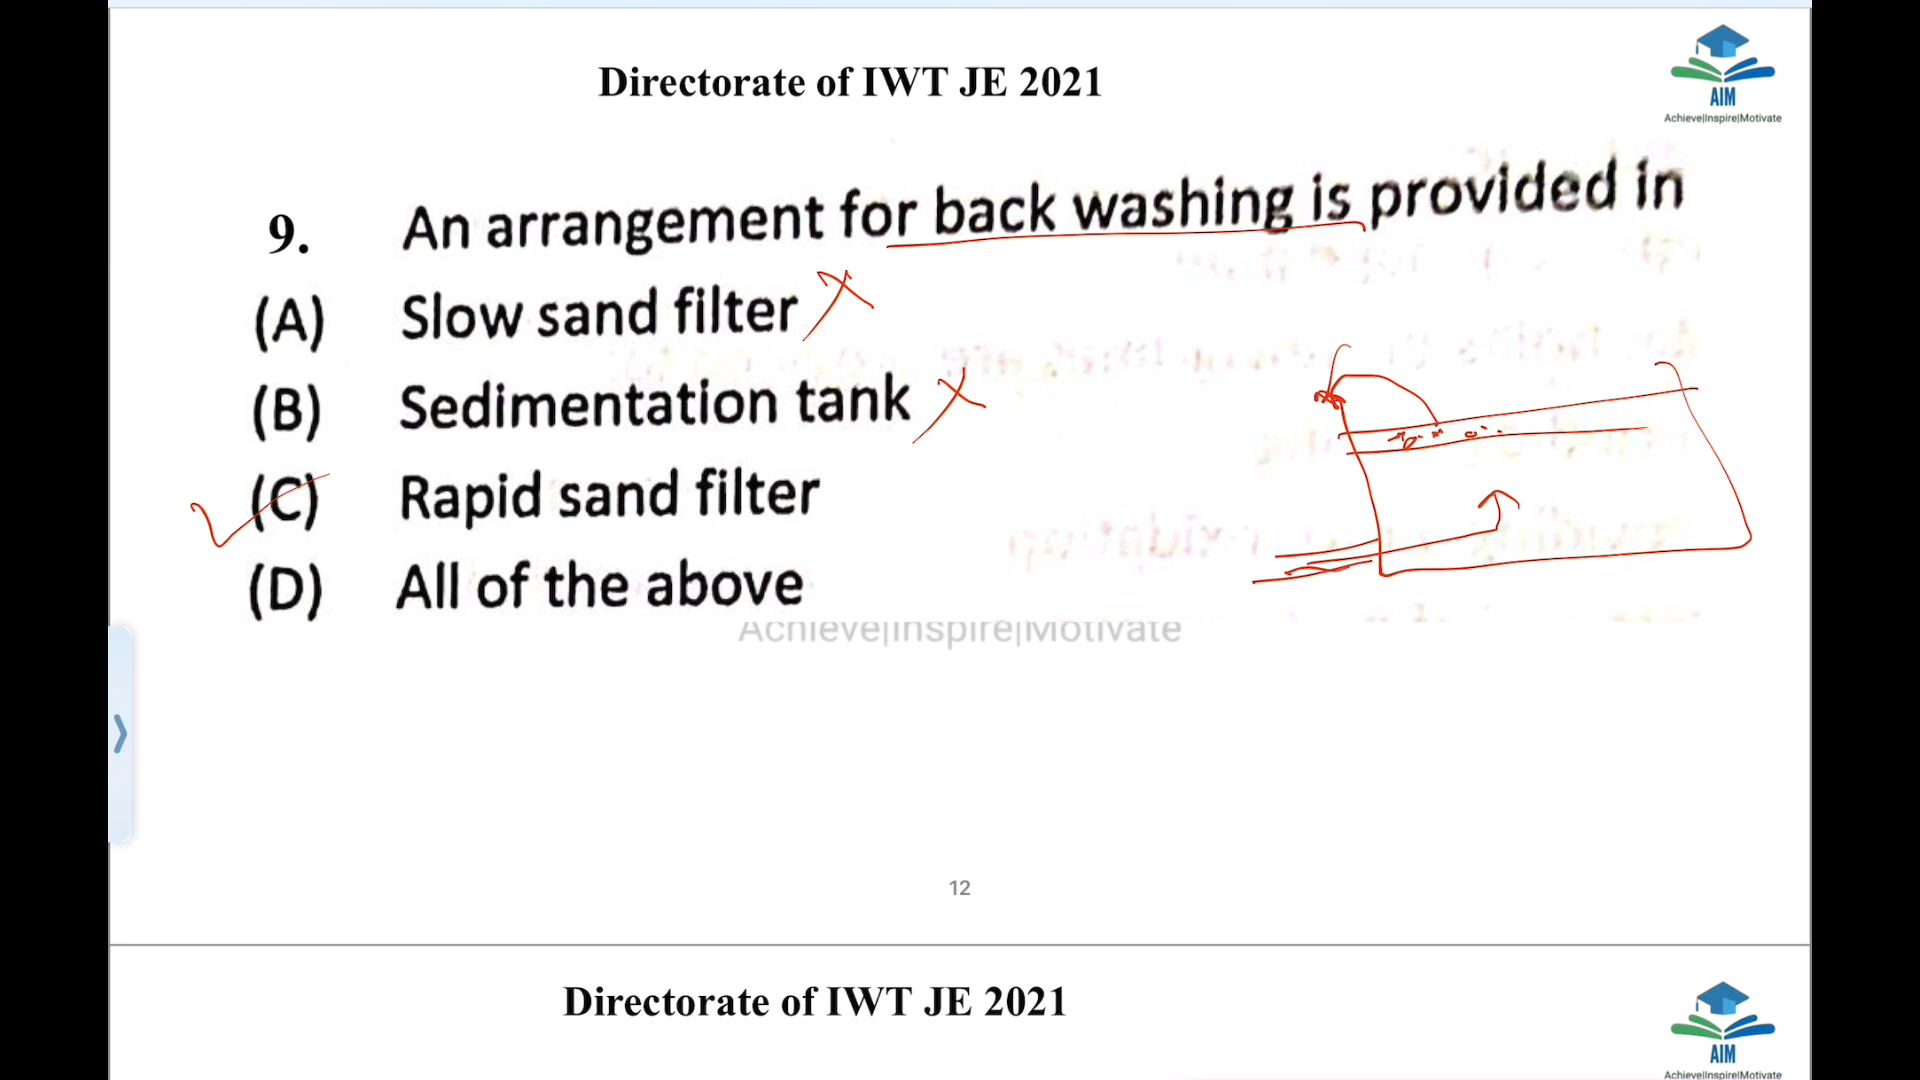 Directorate of IWT JE 2021
AIM
Achieve|Inspire|Motivate
9. An arrangement for back washing is provided in
(A) Slow sand filter
(B) Sedimentation tank
(C) Rapid sand filter
(D) All of the above
Achieve|Inspire|Motivate
12
Directorate of IWT JE 2021
AIM
Achieve|Inspire|Motivate